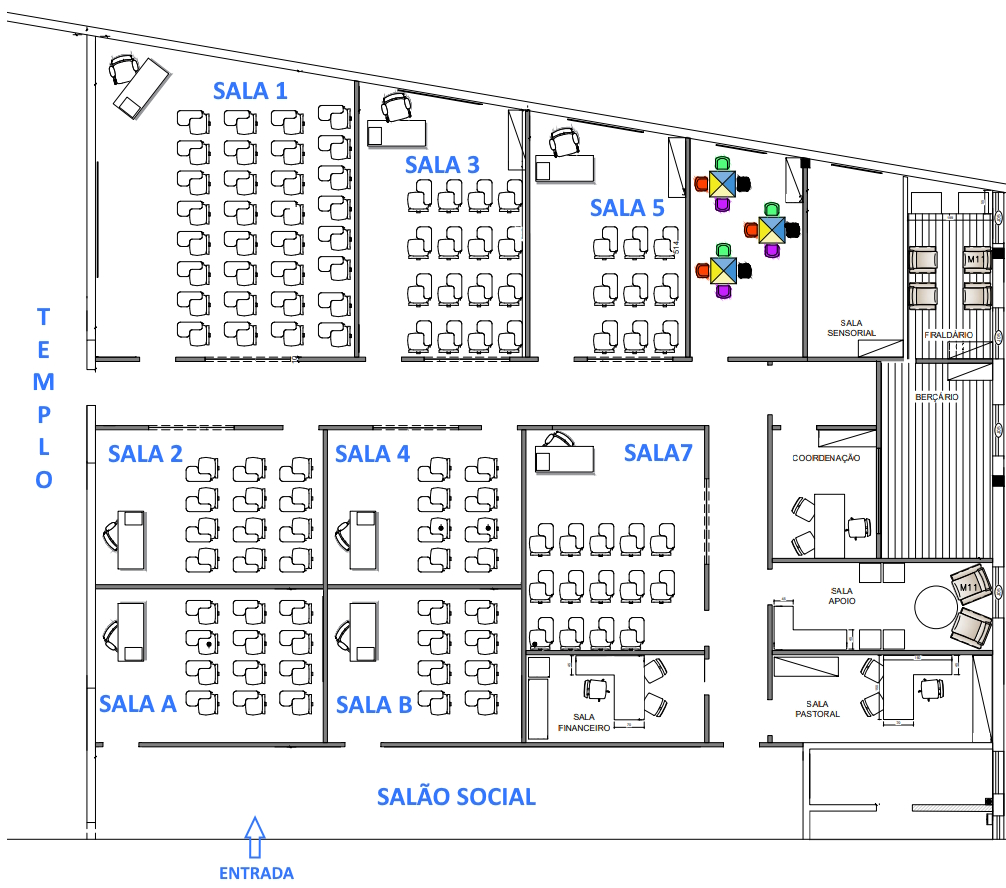 SALA 1
SALA 3
SALA 5
514
SALA
SENSORIAL
M11
FRALDÁRIO
BERÇÁRIO
TEMPLO
SALA 2
SALA 4
SALA7
COORDENAÇÃO
SALA
APOIO
M11
SALA A
SALA B
SALA
FINANCEIRO
SALA
PASTORAL
SALÃO SOCIAL
ENTRADA